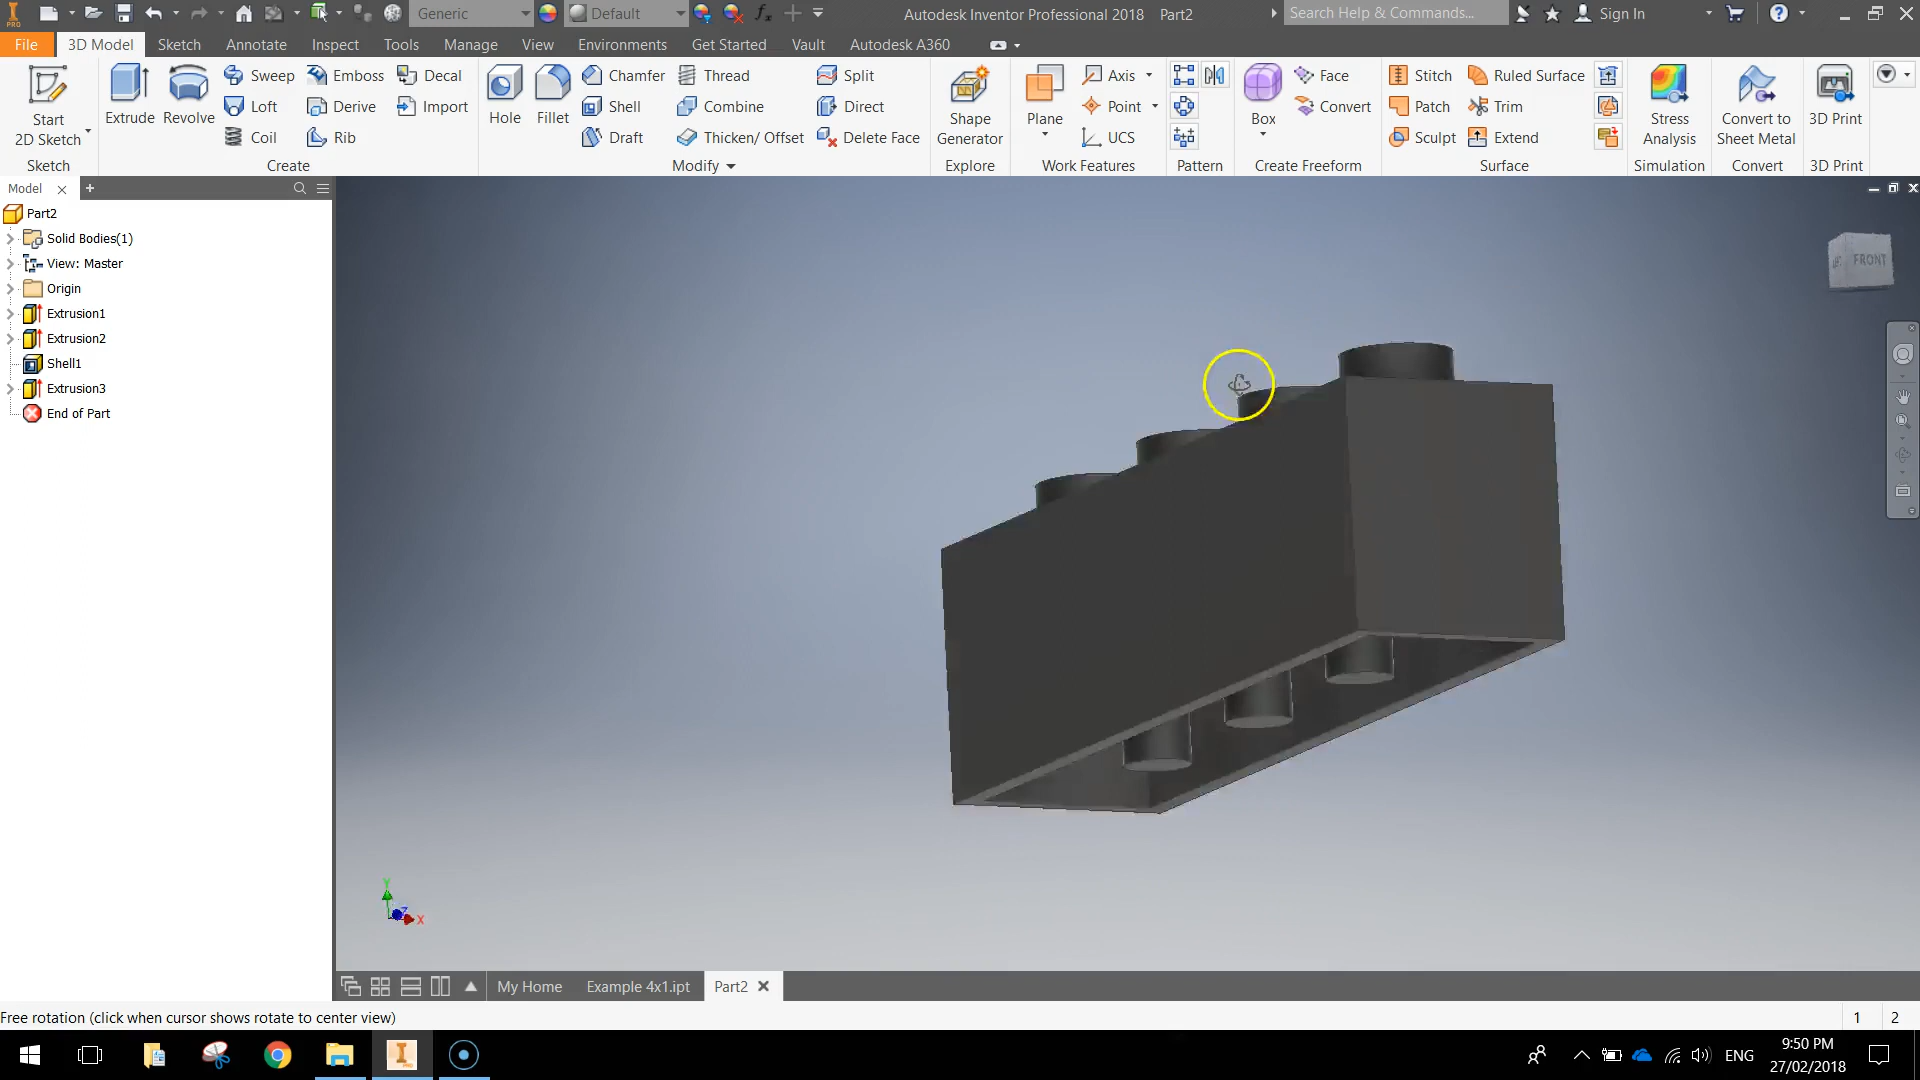 PRO Generic Default fx Autodesk Inventor Professional 2018 Part2 Search Help & Commands... Sign In
File 3D Model Sketch Annotate Inspect Tools Manage View Environments Get Started Vault Autodesk A360
Sweep Emboss Decal Chamfer Thread Split Axis Face Stitch Ruled Surface
Loft Derive Import Shell Combine Direct Point Convert Patch Trim
Start Extrude Revolve Hole Fillet Shape Plane Box Stress Convert to 3D Print
2D Sketch Coil Rib Draft Thicken/ Offset Delete Face Generator UCS Sculpt Extend Analysis Sheet Metal
Sketch Create Modify Explore Work Features Pattern Create Freeform Surface Simulation Convert 3D Print
Model
Part2
Solid Bodies(1)
View: Master
Origin
Extrusion1
Extrusion2
Shell1
Extrusion3
End of Part
FRONT
Y
Z
X
My Home Example 4x1.ipt Part2
Free rotation (click when cursor shows rotate to center view) 1 2
ENG 9:50 PM
27/02/2018